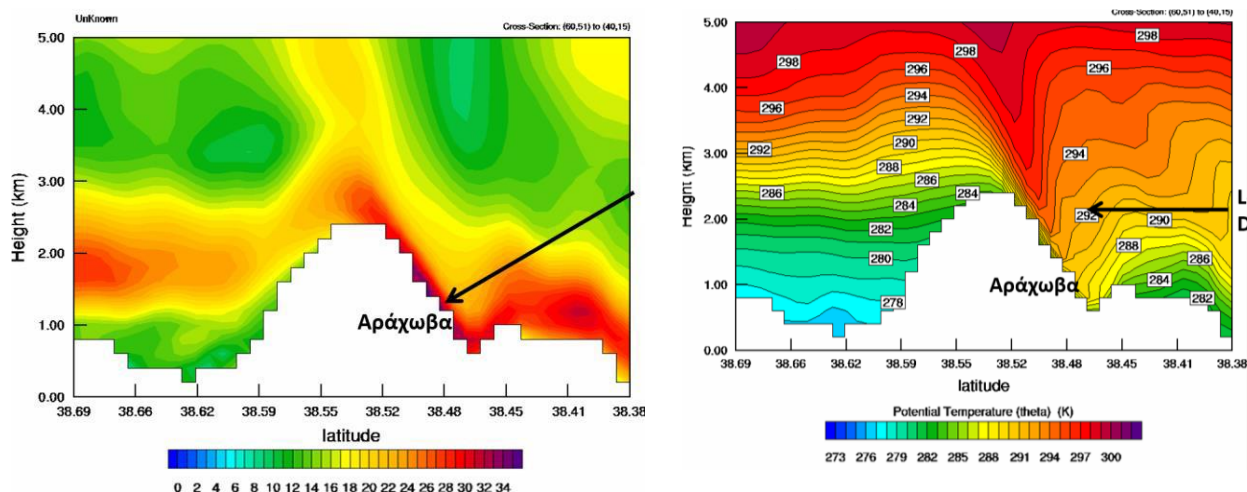 UnKnown
Cross-Section: (60,51) to (40,15)
5.00
4.00
3.00
2.00
1.00
0.00
Height (km)
Αράχωβα
38.69 38.66 38.62 38.59 38.55 38.52 38.48 38.45 38.41 38.38
latitude
0 2 4 6 8 10 12 14 16 18 20 22 24 26 28 30 32 34
Cross-Section: (60,51) to (40,15)
5.00
4.00
3.00
2.00
1.00
0.00
Height (km)
298 298
296 296
296 294
292 292
290 294
288
286 286
284 284
282 292 290
280 288 286
278 284 282
L
D
Αράχωβα
38.69 38.66 38.62 38.59 38.55 38.52 38.48 38.45 38.41 38.38
latitude
Potential Temperature (theta) (K)
273 276 279 282 285 288 291 294 297 300